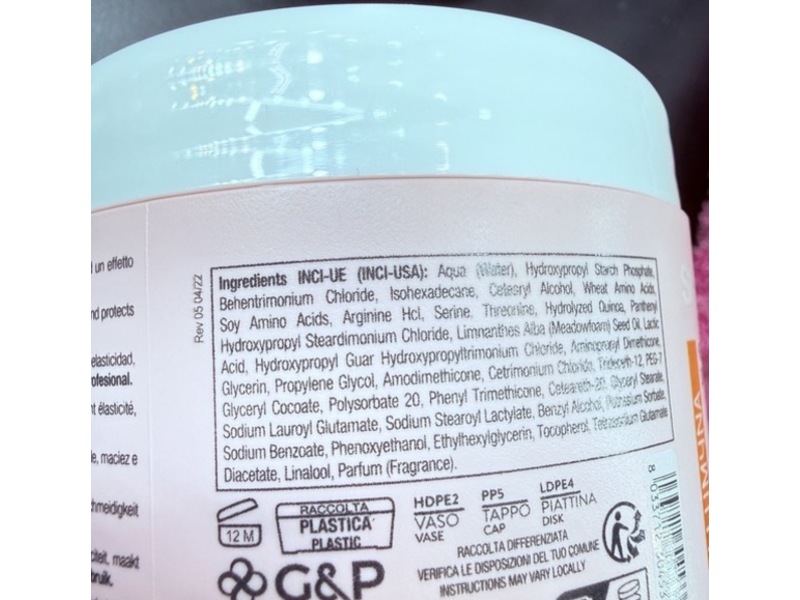 un effetto
nd protects
elasticidad,
ofesional.
t élasticité,
e, maciez e
hmeidigkeit
citeit, maakt
bruik.
Rev 05 04/22
Ingredients INCI-UE (INCI-USA): Aqua (Water), Hydroxypropyl Starch Phosphate,
Behentrimonium Chloride, Isohexadecane, Cetearyl Alcohol, Wheat Amino Acids,
Soy Amino Acids, Arginine Hcl, Serine, Threonine, Hydrolyzed Quinoa, Panthenyl
Hydroxypropyl Steardimonium Chloride, Limnanthes Alba (Meadowfoam) Seed Oil, Lactic
Acid, Hydroxypropyl Guar Hydroxypropyltrimonium Chloride, Aminopropyl Dimethicone,
Glycerin, Propylene Glycol, Amodimethicone, Cetrimonium Chloride, Trideceth-12, PEG-7
Glyceryl Cocoate, Polysorbate 20, Phenyl Trimethicone, Ceteareth-20, Glyceryl Stearate,
Sodium Lauroyl Glutamate, Sodium Stearoyl Lactylate, Benzyl Alcohol, Potassium Sorbate,
Sodium Benzoate, Phenoxyethanol, Ethylhexylglycerin, Tocopherol, Tetrasodium Glutamate
Diacetate, Linalool, Parfum (Fragrance).
12 M
RACCOLTA
PLASTICA
PLASTIC
HDPE2
VASO
VASE
PP5
TAPPO
CAP
LDPE4
PIATTINA
DISK
RACCOLTA DIFFERENZIATA
VERIFICA LE DISPOSIZIONI DEL TUO COMUNE
INSTRUCTIONS MAY VARY LOCALLY
G&P